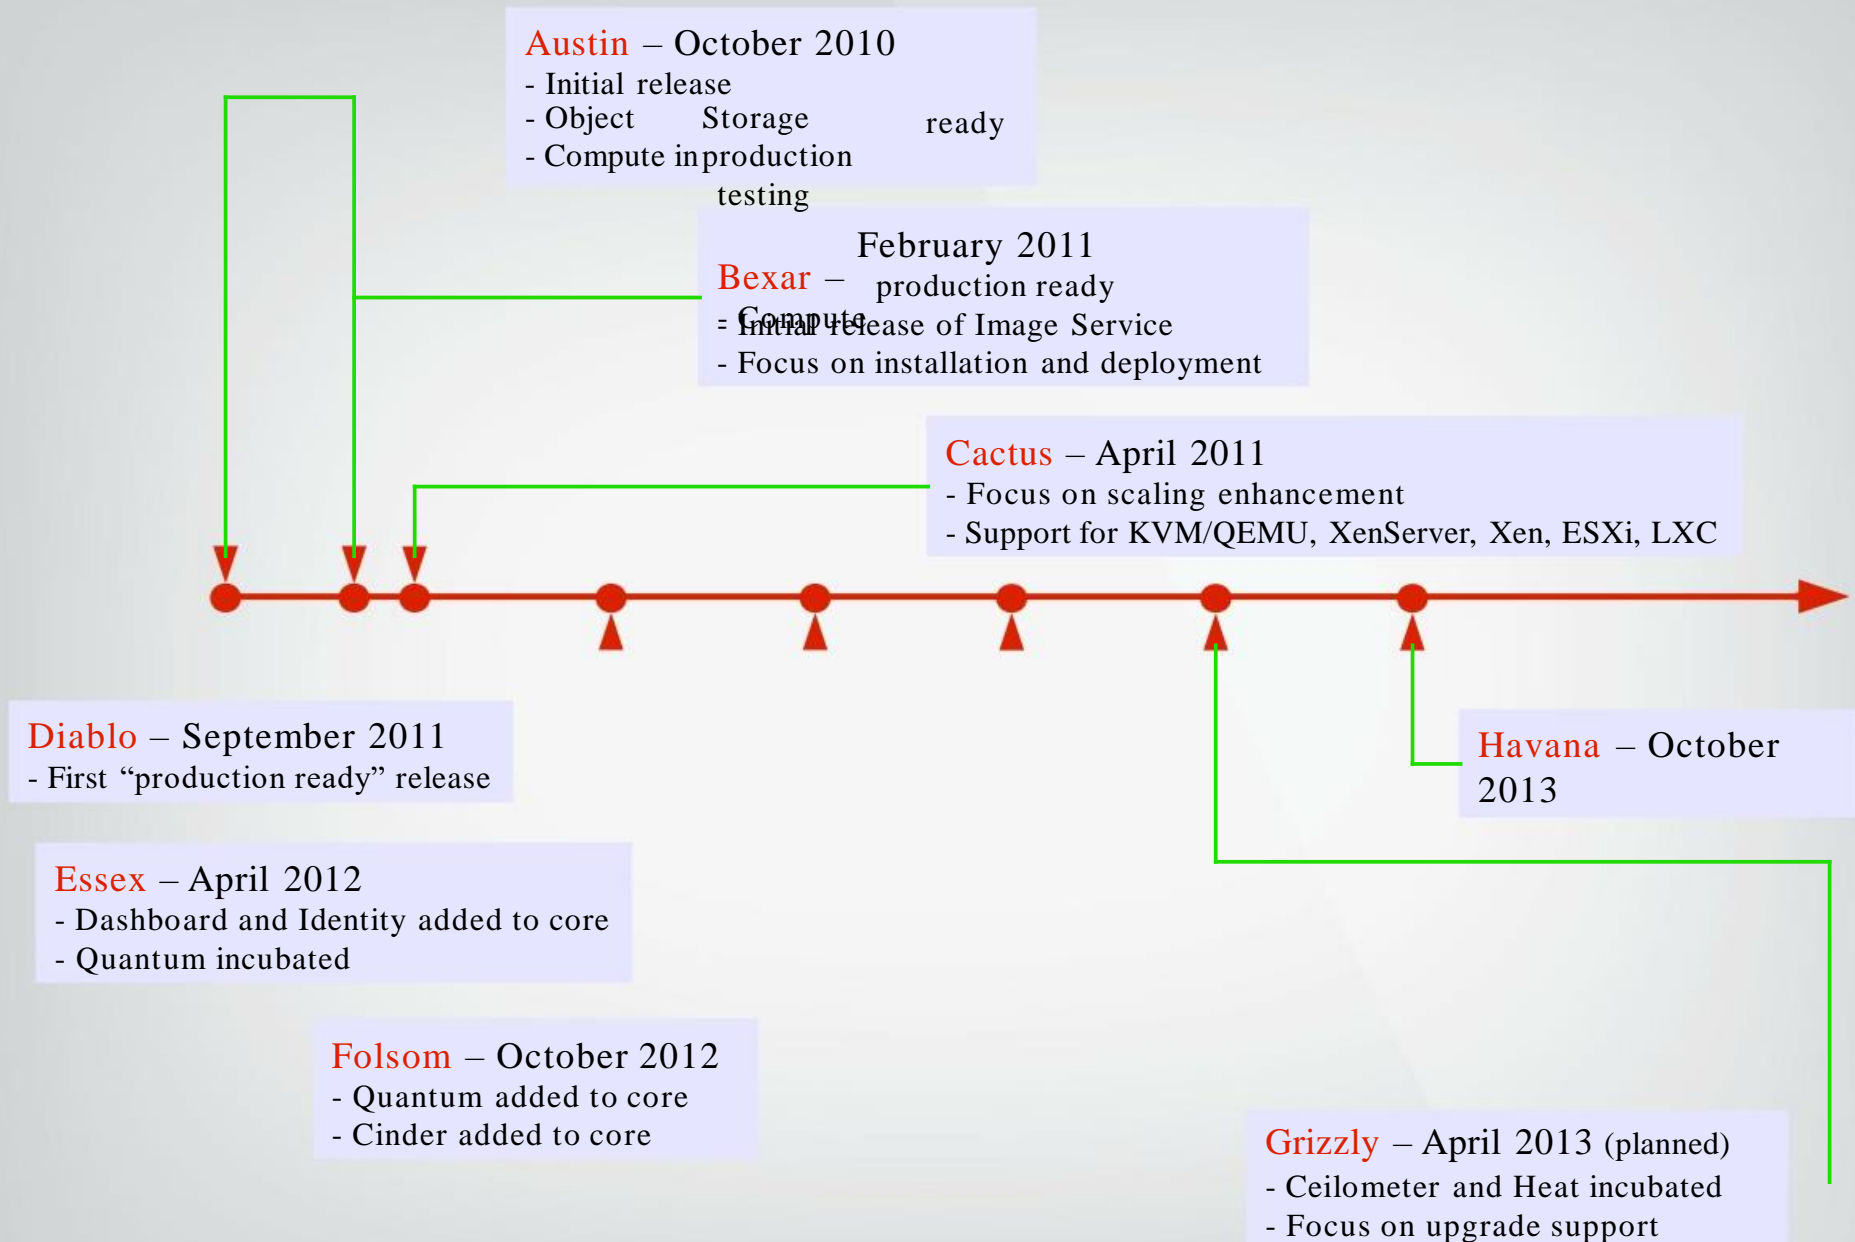 Austin – October 2010
- Initial release
- Object Storage ready
- Compute in production
testing
February 2011
Bexar –
production ready
- Compute
- Initial release of Image Service
- Focus on installation and deployment
Cactus – April 2011
- Focus on scaling enhancement
- Support for KVM/QEMU, XenServer, Xen, ESXi, LXC
Diablo – September 2011
- First “production ready” release
Havana – October
2013
Essex – April 2012
- Dashboard and Identity added to core
- Quantum incubated
Folsom – October 2012
- Quantum added to core
- Cinder added to core
Grizzly – April 2013 (planned)
- Ceilometer and Heat incubated
- Focus on upgrade support